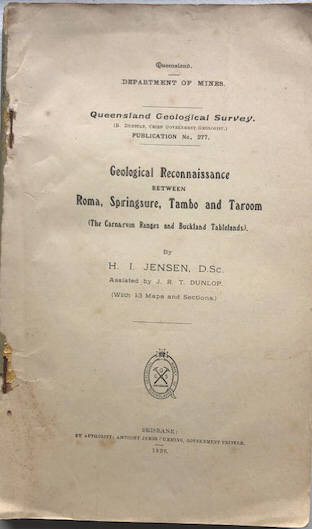 Queensland.
DEPARTMENT OF MINES.
Queensland Geological Survey.
(B. DUNSTAN, CHIEF GOVERNMENT GEOLOGIST.)
PUBLICATION No. 277.
Geological Reconnaissance
BETWEEN
Roma, Springsure, Tambo and Taroom
(The Carnarvon Ranges and Buckland Tablelands).
By
H. I. JENSEN, D.Sc.
Assisted by J. R. T. DUNLOP.
(With 13 Maps and Sections.)
BRISBANE:
BY AUTHORITY: ANTHONY JAMES CUMMING, GOVERNMENT PRINTER.
1926.